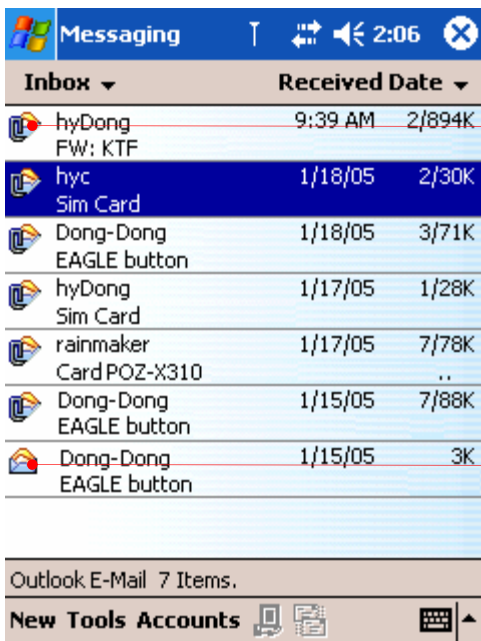 Messaging 2:06
Inbox Received Date
hyDong 9:39 AM 2/894K
FW: KTF
hyc 1/18/05 2/30K
Sim Card
Dong-Dong 1/18/05 3/71K
EAGLE button
hyDong 1/17/05 1/28K
Sim Card
rainmaker 1/17/05 7/78K
Card POZ-X310 ..
Dong-Dong 1/15/05 7/88K
EAGLE button
Dong-Dong 1/15/05 3K
EAGLE button
Outlook E-Mail 7 Items.
New Tools Accounts